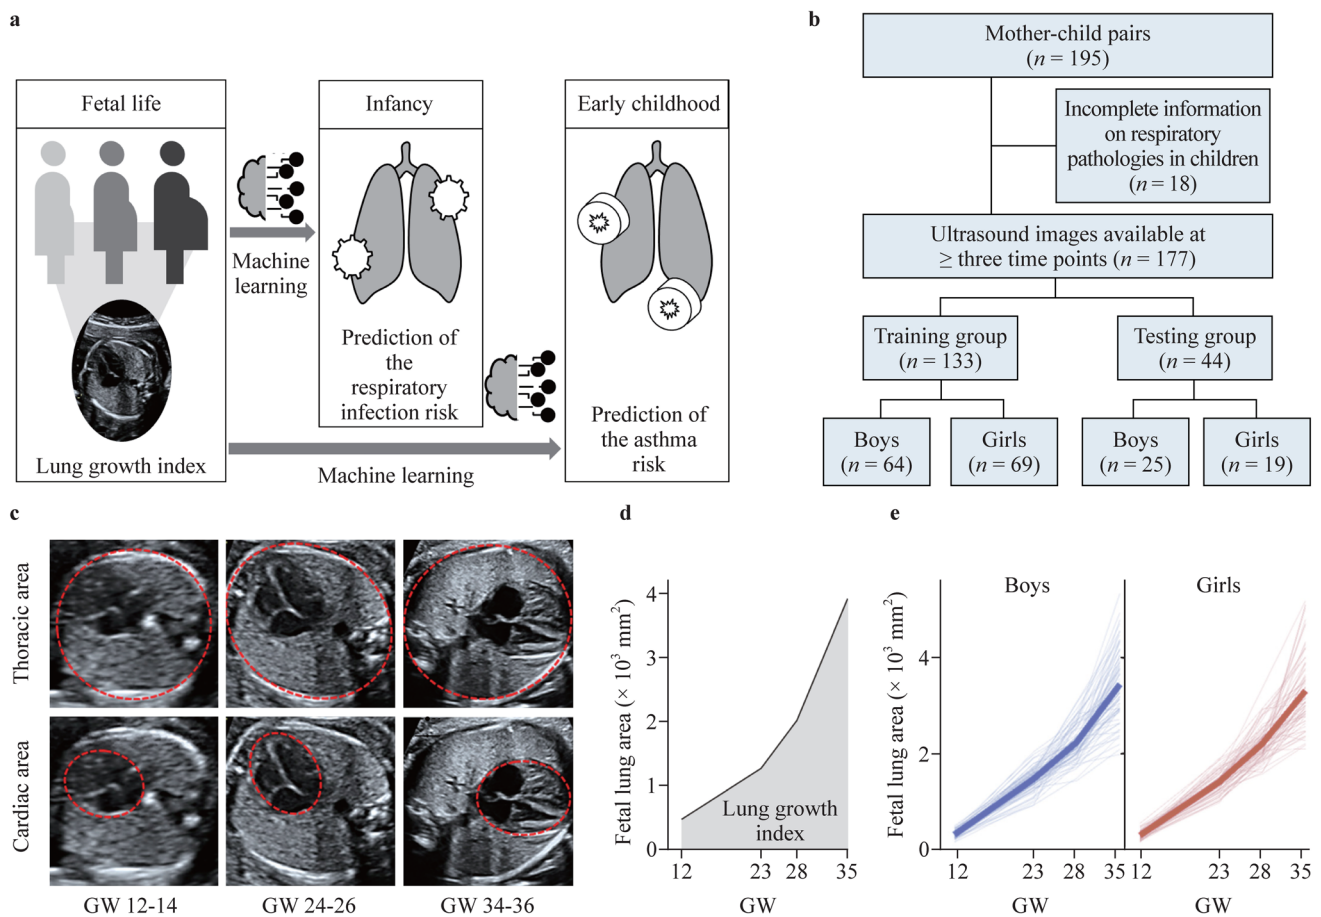 a
Fetal life
Lung growth index
Machine
learning
Infancy
Prediction of
the
respiratory
infection risk
Machine learning
Early childhood
Prediction of
the asthma
risk
b
Mother-child pairs
(n = 195)
Incomplete information
on respiratory
pathologies in children
(n = 18)
Ultrasound images available at
≥ three time points (n = 177)
Training group
(n = 133)
Testing group
(n = 44)
Boys
(n = 64)
Girls
(n = 69)
Boys
(n = 25)
Girls
(n = 19)
c
Thoracic area
Cardiac area
GW 12-14
GW 24-26
GW 34-36
d
Fetal lung area (× 10³ mm²)
4
3
2
1
0
Lung growth
index
12
23
28
35
GW
e
Fetal lung area (× 10³ mm²)
4
2
0
Boys
12
23
28
35
GW
Girls
12
23
28
35
GW